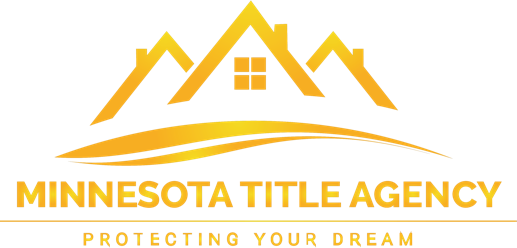 MINNESOTA TITLE AGENCY
PROTECTING YOUR DREAM